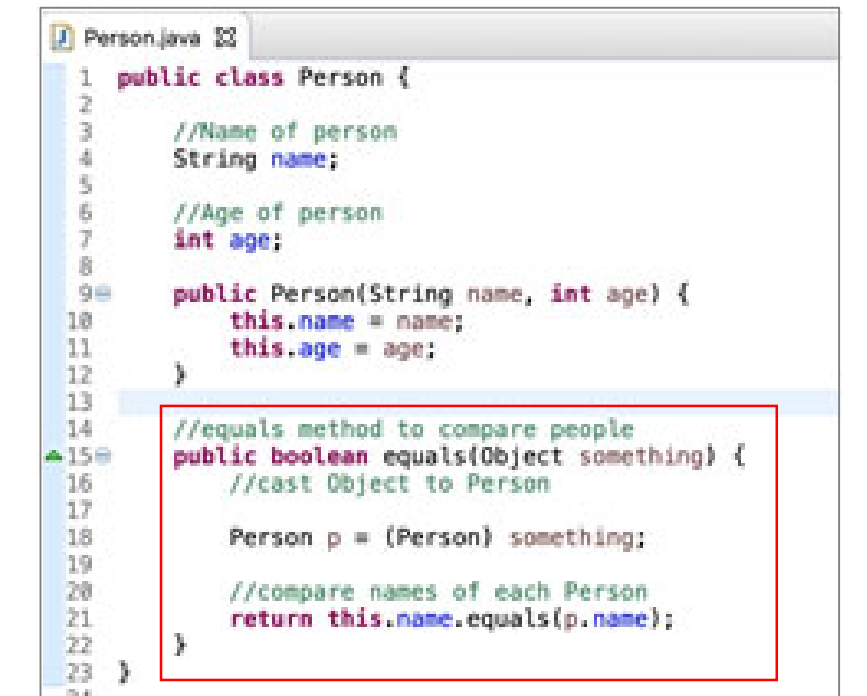 Person.java
1 public class Person {
2
3 //Name of person
4 String name;
5
6 //Age of person
7 int age;
8
9 public Person(String name, int age) {
10 this.name = name;
11 this.age = age;
12 }
13
14 //equals method to compare people
15 public boolean equals(Object something) {
16 //cast Object to Person
17
18 Person p = (Person) something;
19
20 //compare names of each Person
21 return this.name.equals(p.name);
22 }
23 }
24